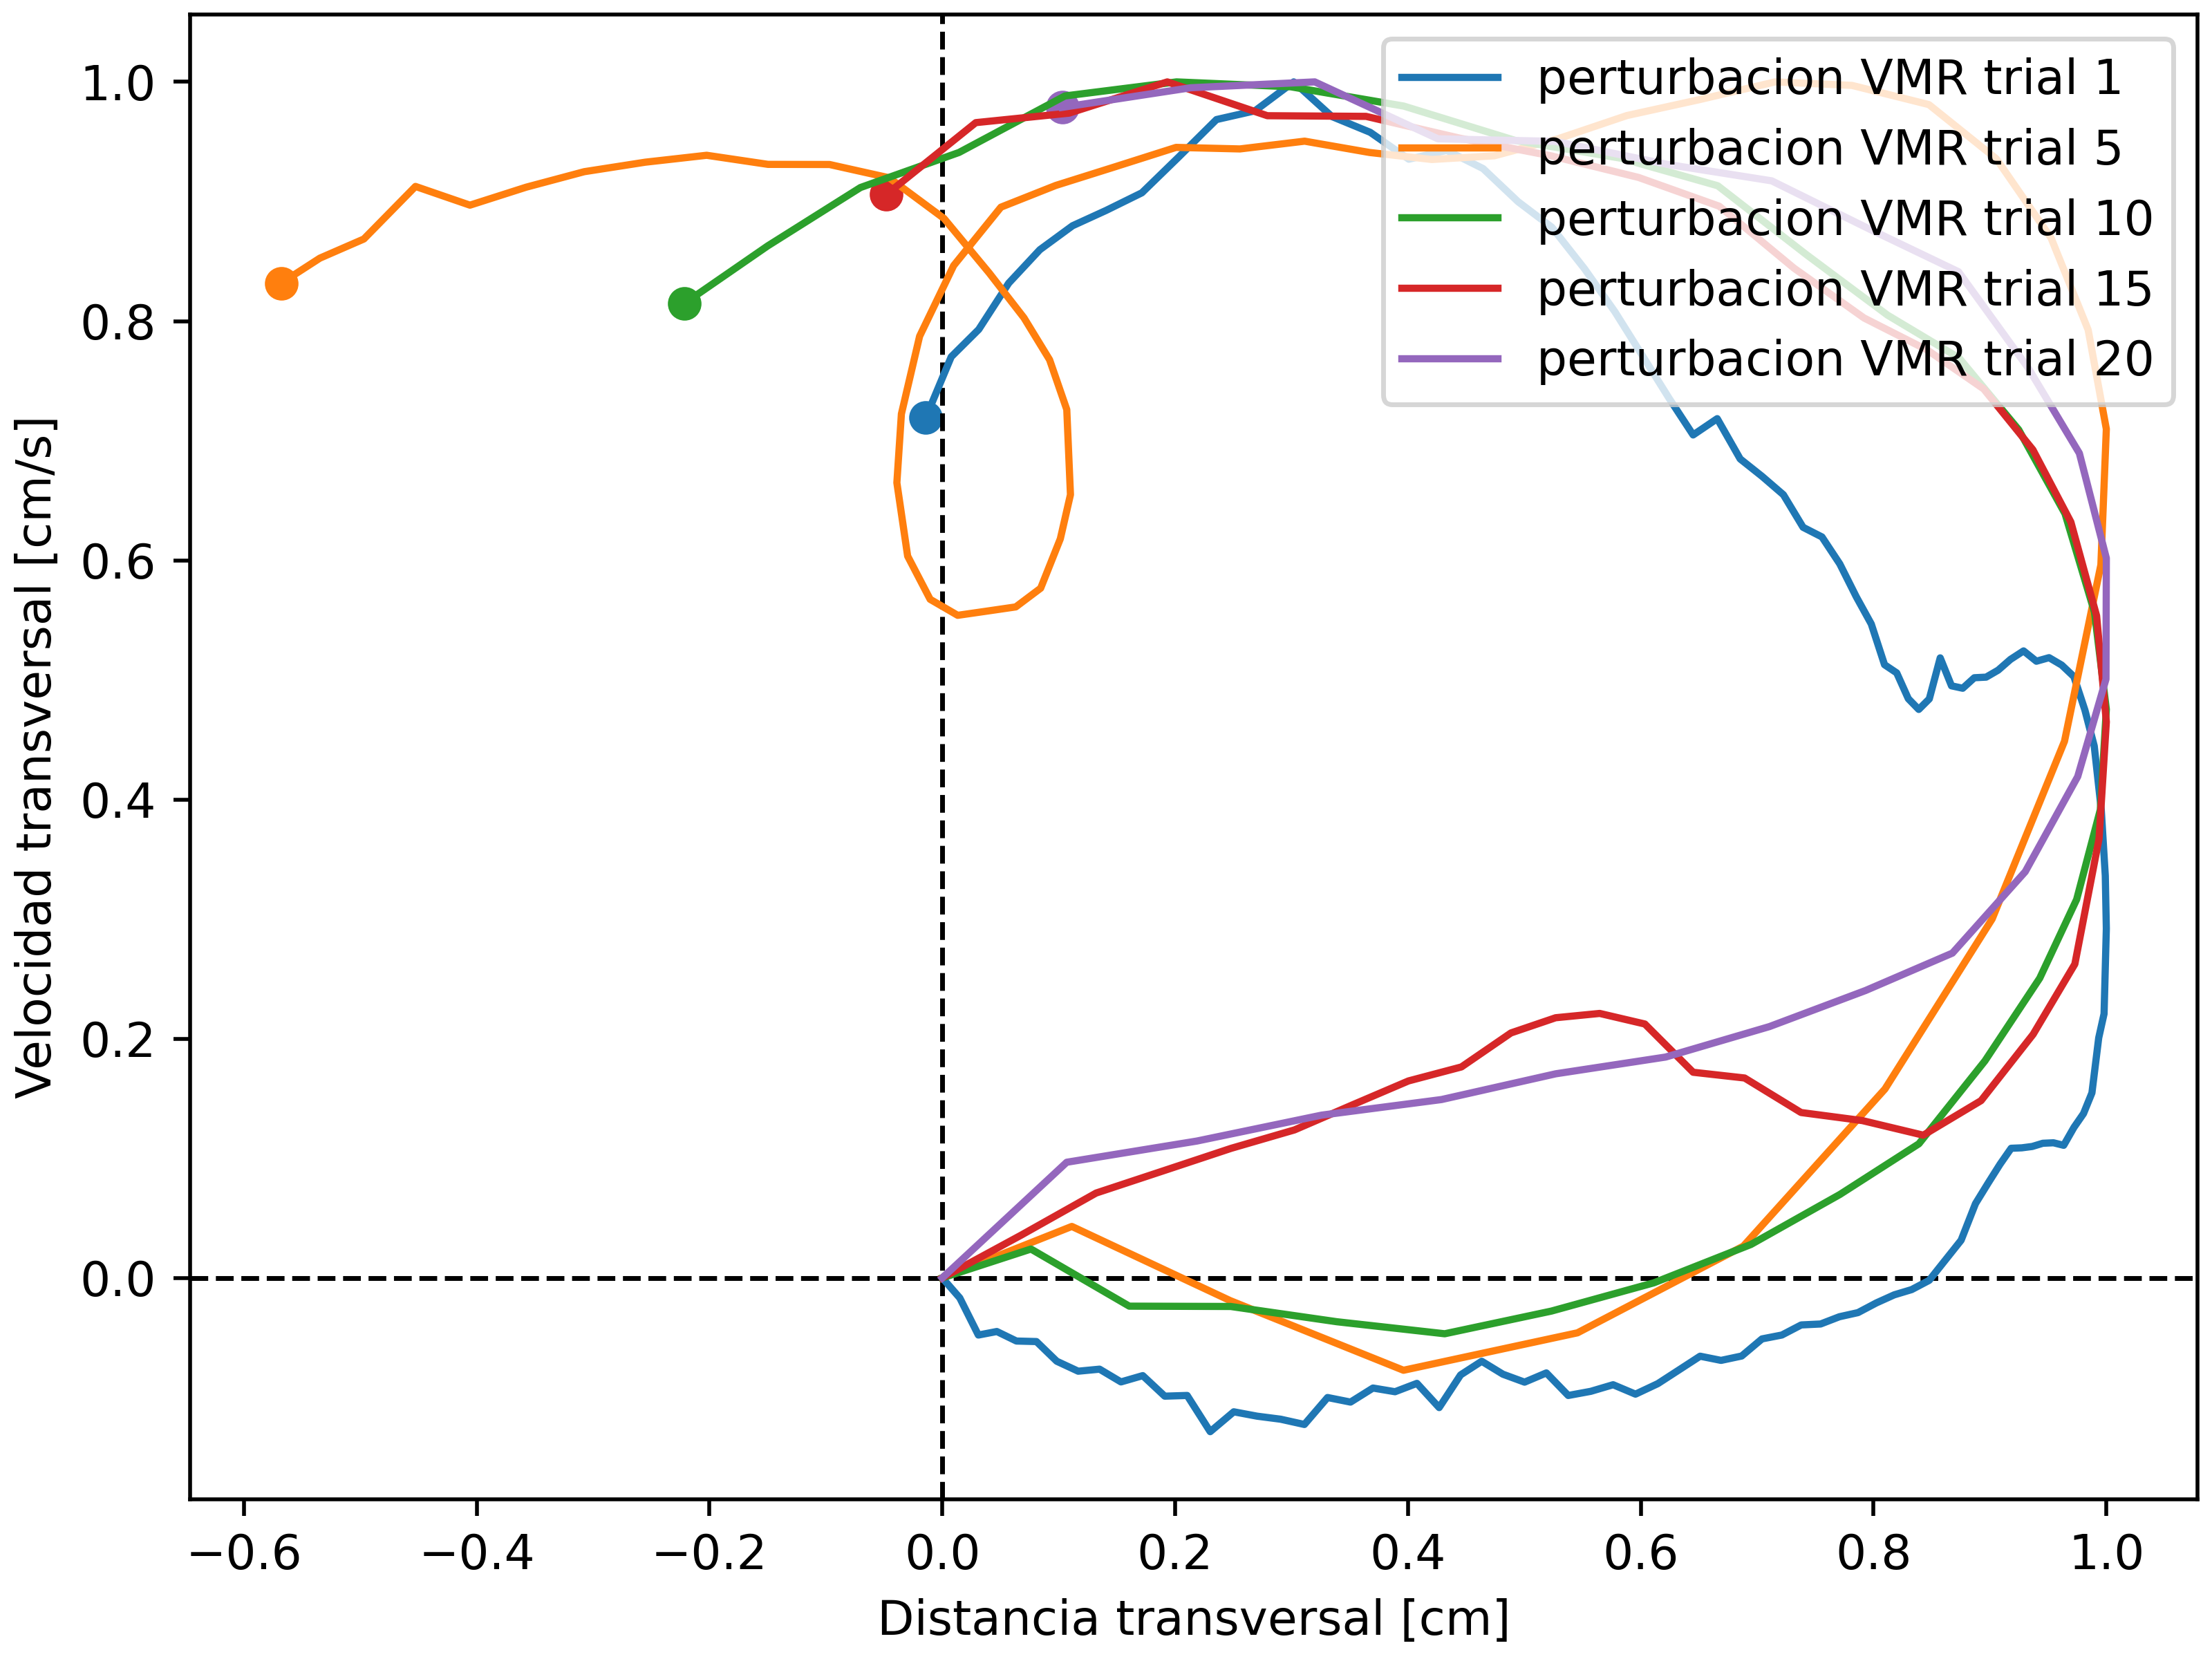 1.0
0.8
0.6
0.4
0.2
0.0
Velocidad transversal [cm/s]
perturbacion VMR trial 1
perturbacion VMR trial 5
perturbacion VMR trial 10
perturbacion VMR trial 15
perturbacion VMR trial 20
−0.6 −0.4 −0.2 0.0 0.2 0.4 0.6 0.8 1.0
Distancia transversal [cm]